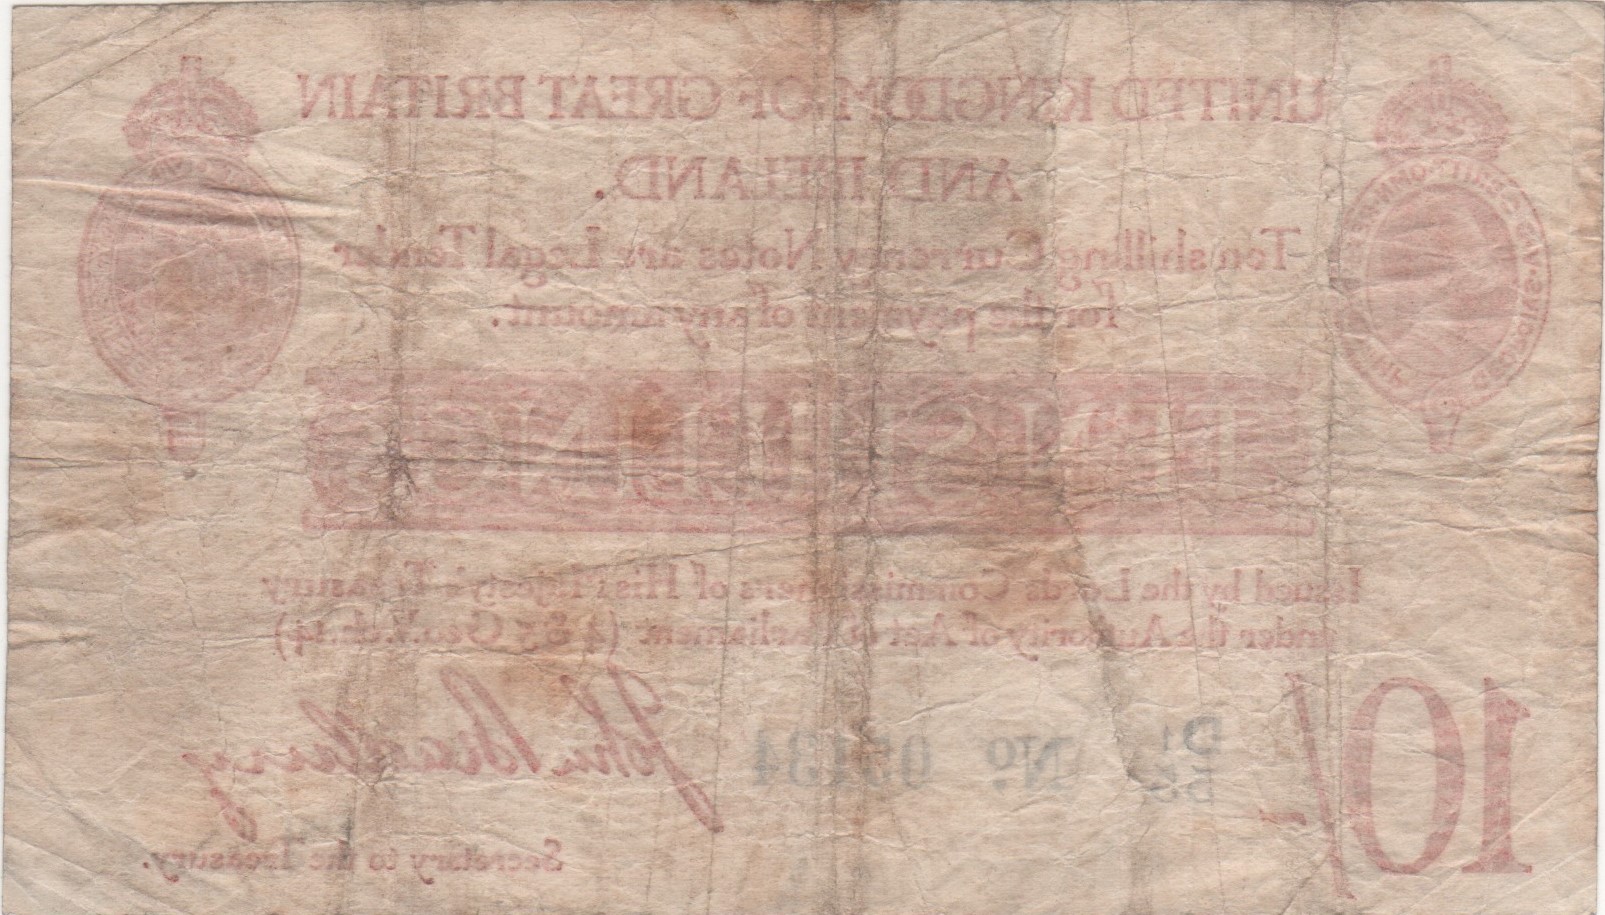 UNITED KINGDOM OF GREAT BRITAIN
AND IRELAND.
Ten shilling Currency Notes are Legal Tender
for the payment of any amount.
TEN SHILLINGS
Issued by the Lords Commissioners of His Majesty's Treasury
under the Authority of Act of Parliament (4 & 5 Geo.V.ch.14)
10/-
No.
John Bradbury
Secretary to the Treasury.